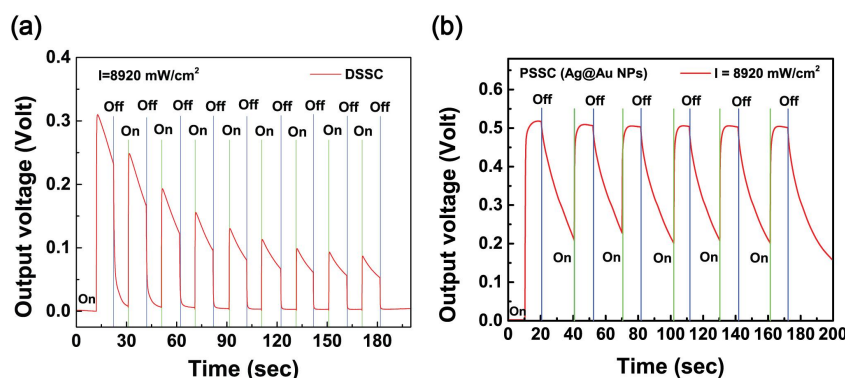 (a)
I=8920 mW/cm²
DSSC
Off Off Off Off Off Off Off Off Off
On On On On On On On On
On
0.4
0.3
0.2
0.1
0.0
Output voltage (Volt)
0 30 60 90 120 150 180
Time (sec)
(b)
PSSC (Ag@Au NPs)
I = 8920 mW/cm²
Off Off Off Off Off Off
On On On On On
On
0.6
0.5
0.4
0.3
0.2
0.1
0.0
Output voltage (Volt)
0 20 40 60 80 100 120 140 160 180 200
Time (sec)